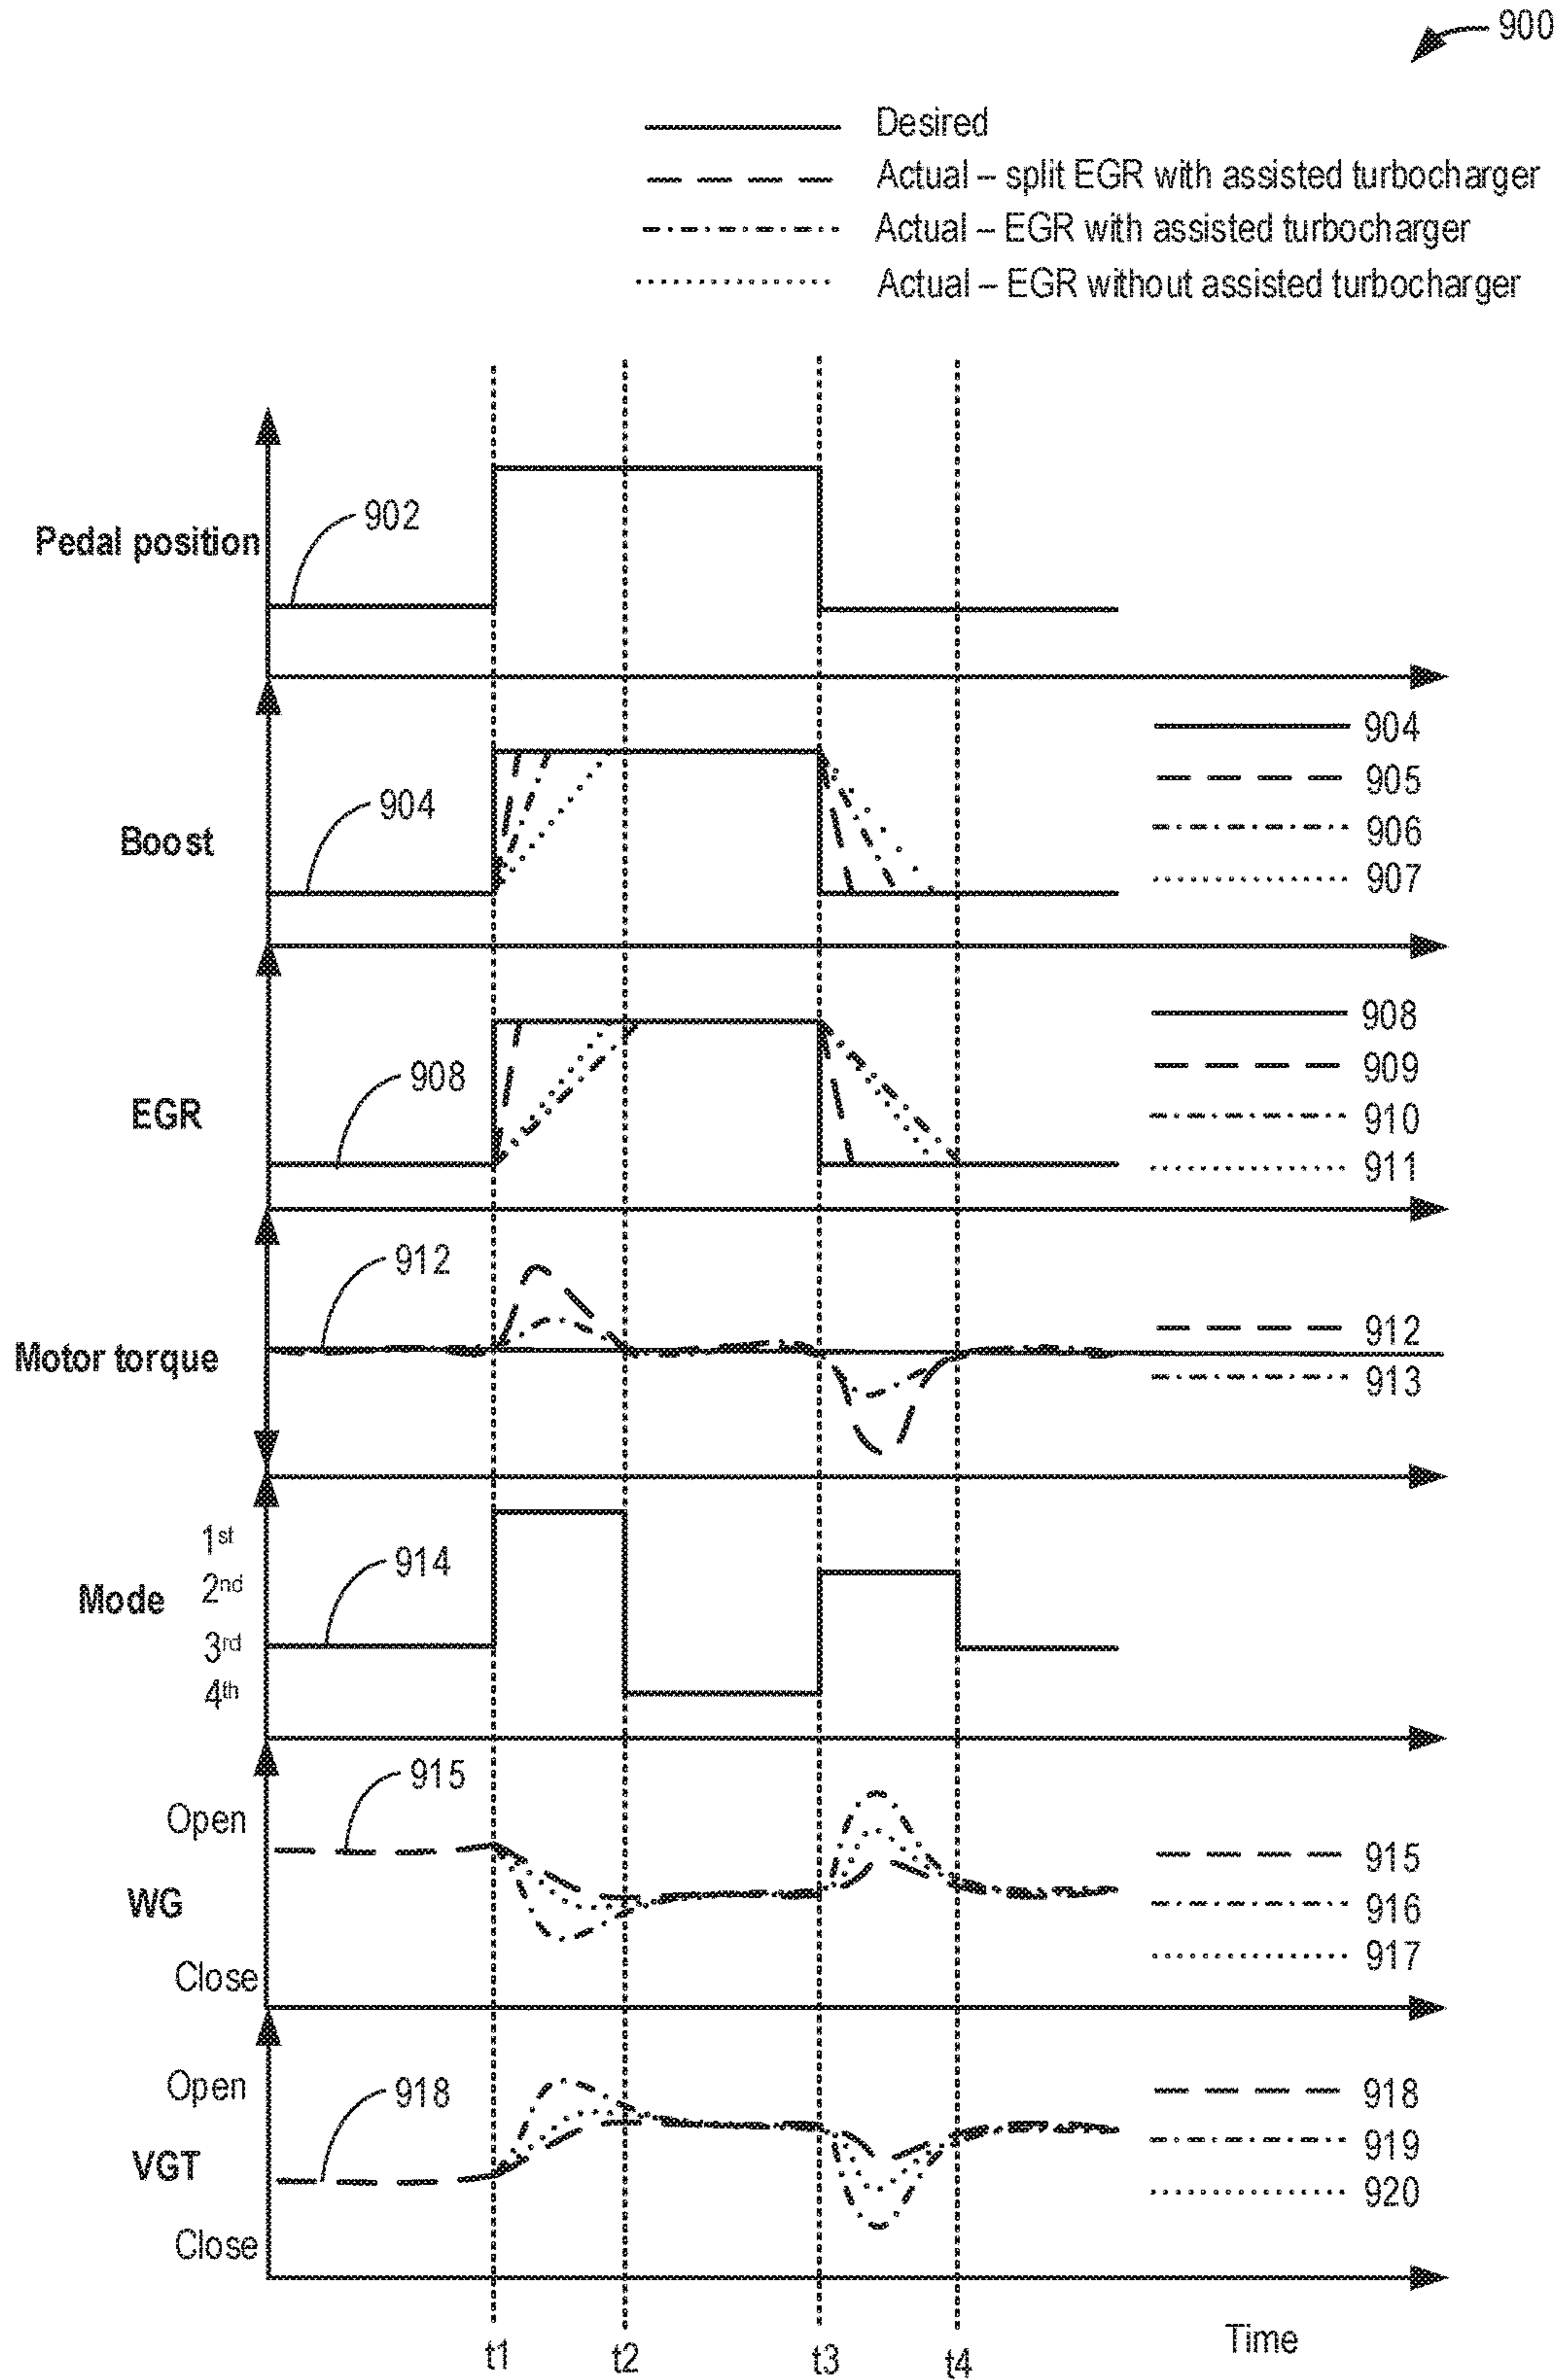 900
Desired
Actual – split EGR with assisted turbocharger
Actual – EGR with assisted turbocharger
Actual – EGR without assisted turbocharger
Pedal position
902
Boost
904
904
905
906
907
EGR
908
908
909
910
911
Motor torque
912
912
913
Mode
1st
2nd
3rd
4th
914
Open
WG
Close
915
915
916
917
Open
VGT
Close
918
918
919
920
t1
t2
t3
t4
Time